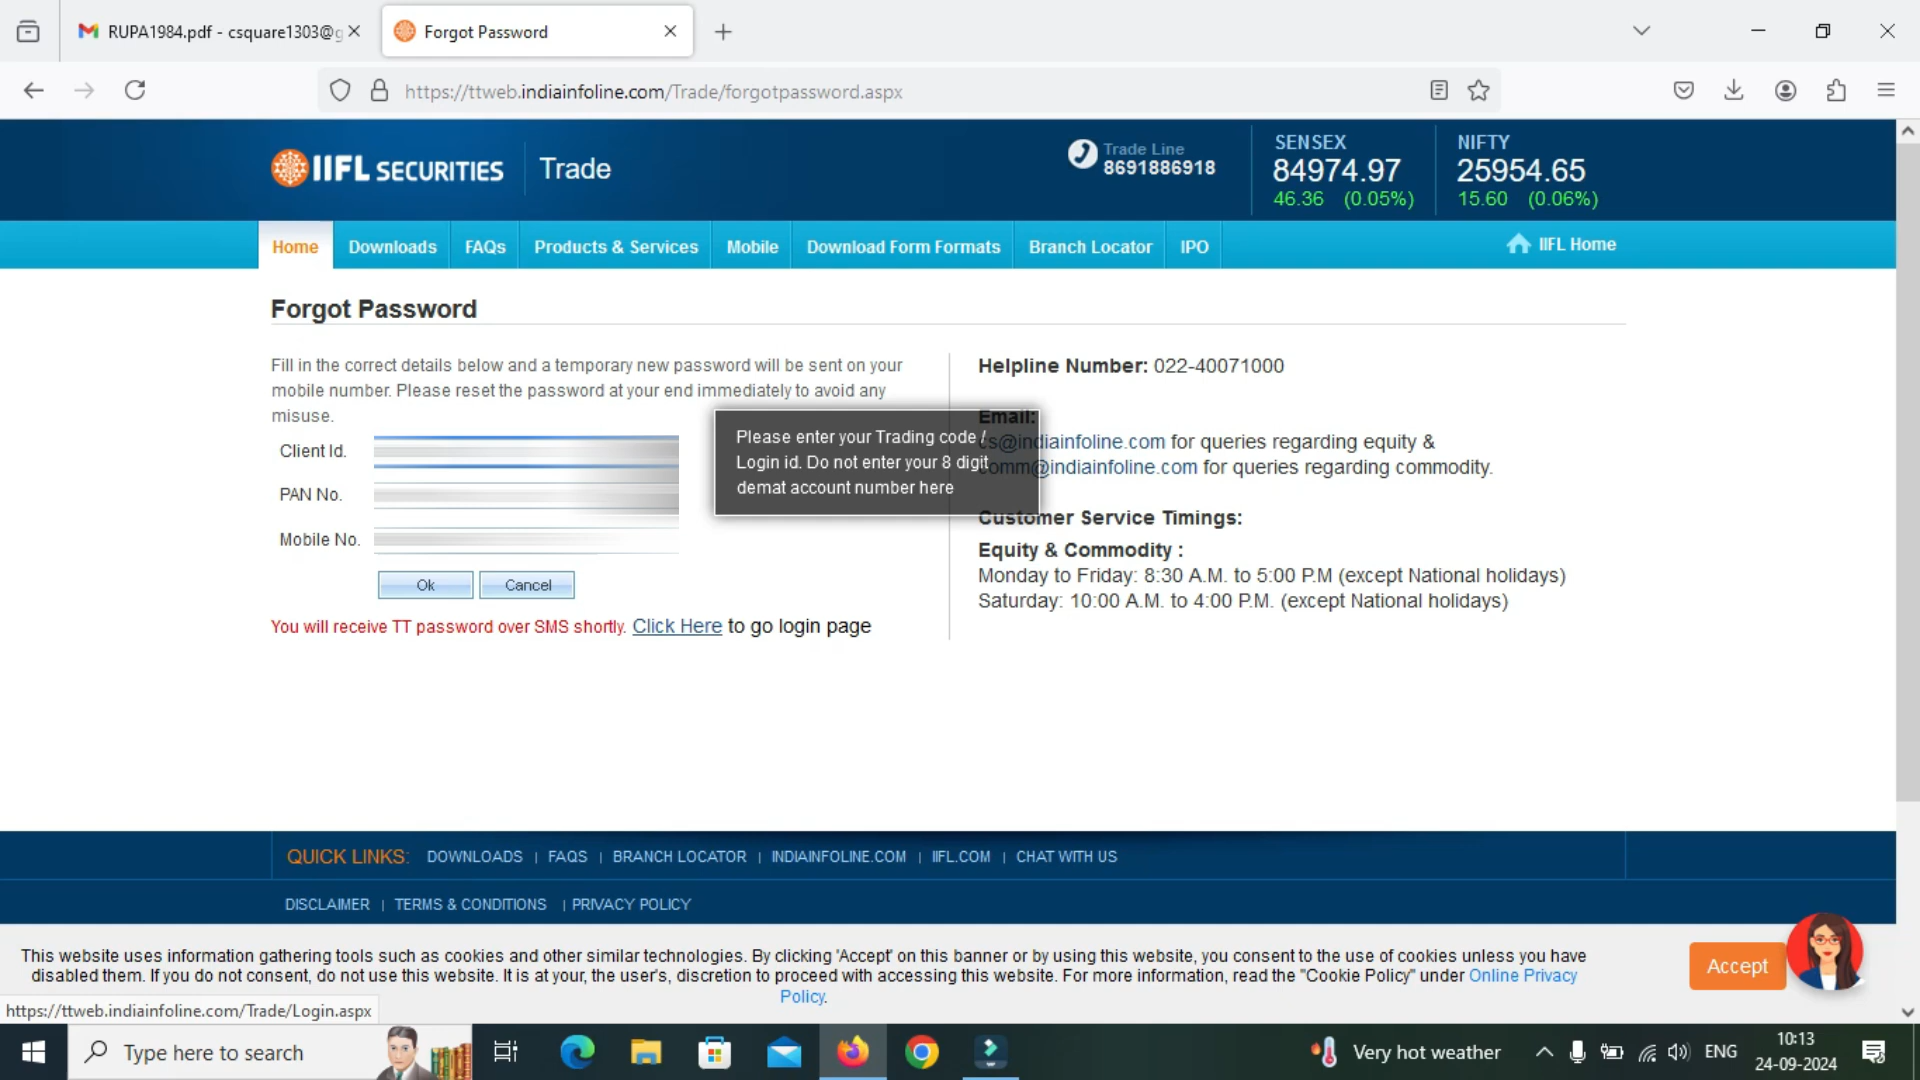 RUPA1984.pdf - csquare1303@g
Forgot Password
https://ttweb.indiainfoline.com/Trade/forgotpassword.aspx
IIFL SECURITIES Trade
Trade Line
8691886918
SENSEX
84974.97
46.36 (0.05%)
NIFTY
25954.65
15.60 (0.06%)
Home Downloads FAQs Products & Services Mobile Download Form Formats Branch Locator IPO IIFL Home
Forgot Password
Fill in the correct details below and a temporary new password will be sent on your
mobile number. Please reset the password at your end immediately to avoid any
misuse.
Client Id.
PAN No.
Mobile No.
Ok Cancel
You will receive TT password over SMS shortly. Click Here to go login page
Please enter your Trading code /
Login id. Do not enter your 8 digit
demat account number here
Helpline Number: 022-40071000
Email:
cs@indiainfoline.com for queries regarding equity &
comm@indiainfoline.com for queries regarding commodity.
Customer Service Timings:
Equity & Commodity :
Monday to Friday: 8:30 A.M. to 5:00 P.M (except National holidays)
Saturday: 10:00 A.M. to 4:00 P.M. (except National holidays)
QUICK LINKS: DOWNLOADS | FAQS | BRANCH LOCATOR | INDIAINFOLINE.COM | IIFL.COM | CHAT WITH US
DISCLAIMER | TERMS & CONDITIONS | PRIVACY POLICY
This website uses information gathering tools such as cookies and other similar technologies. By clicking 'Accept' on this banner or by using this website, you consent to the use of cookies unless you have
disabled them. If you do not consent, do not use this website. It is at your, the user's, discretion to proceed with accessing this website. For more information, read the "Cookie Policy" under Online Privacy
Policy.
Accept
https://ttweb.indiainfoline.com/Trade/Login.aspx
Type here to search
Very hot weather
ENG
10:13
24-09-2024